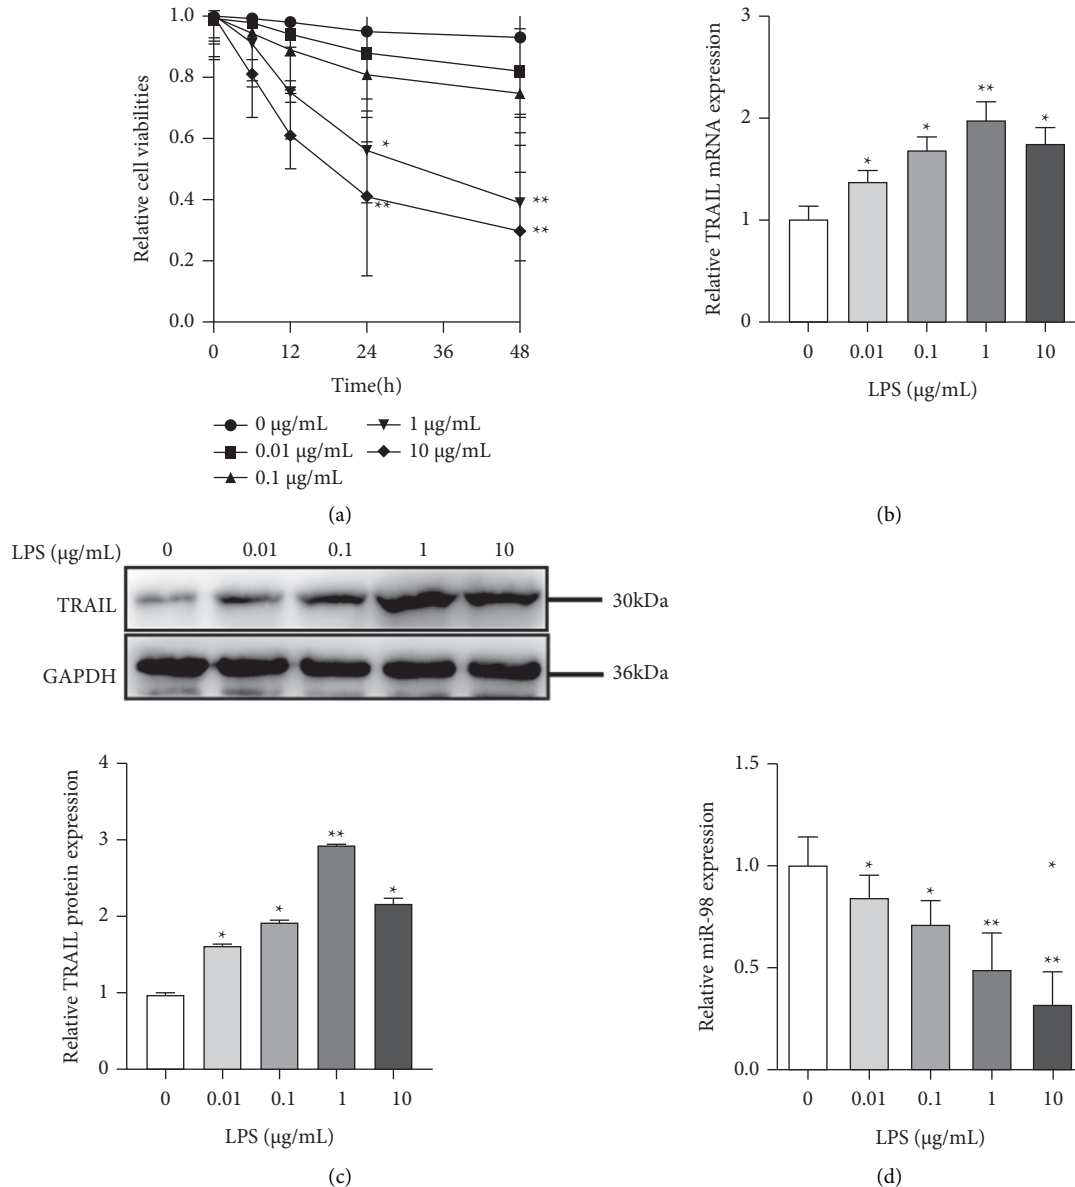 Relative cell viabilities
1.0
0.8
0.6
0.4
0.2
0.0
*
**
**
**
0 12 24 36 48
Time(h)
0 μg/mL 1 μg/mL
0.01 μg/mL 10 μg/mL
0.1 μg/mL
(a)
Relative TRAIL mRNA expression
3
2
1
0
* * ** *
0 0.01 0.1 1 10
LPS (μg/mL)
(b)
LPS (μg/mL) 0 0.01 0.1 1 10
TRAIL 30kDa
GAPDH 36kDa
Relative TRAIL protein expression
4
3
2
1
0
* * ** *
0 0.01 0.1 1 10
LPS (μg/mL)
(c)
Relative miR-98 expression
1.5
1.0
0.5
0.0
*
* * ** **
0 0.01 0.1 1 10
LPS (μg/mL)
(d)